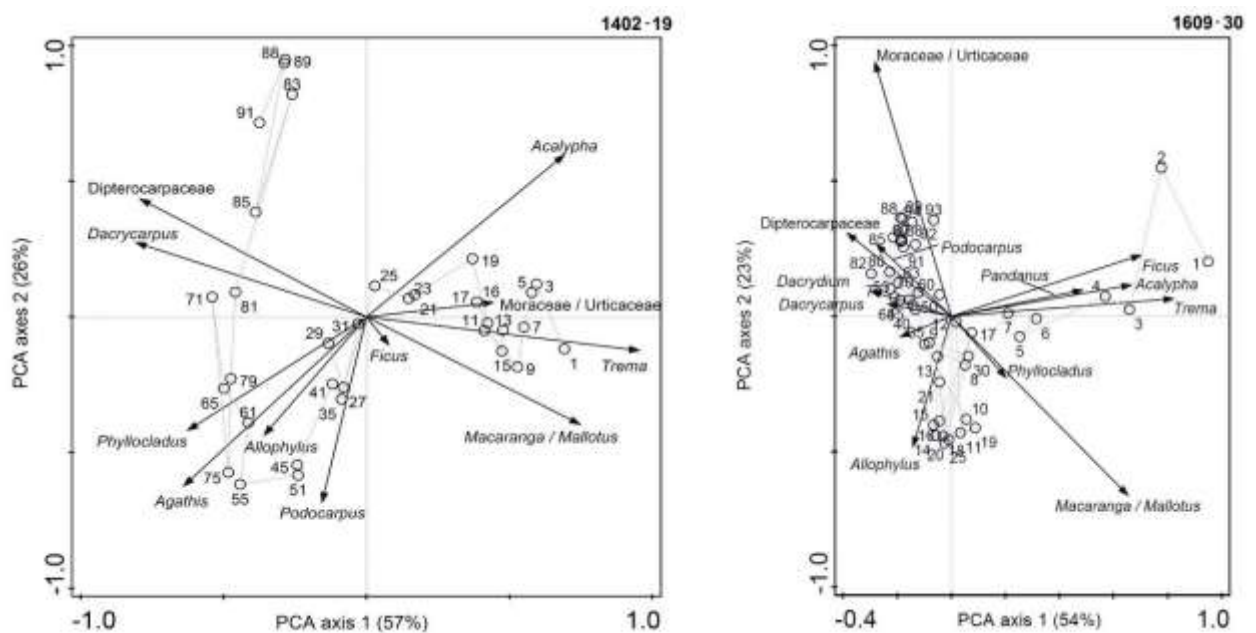 1402-19
1.0
88
89
83
91
Acalypha
85
Dipterocarpaceae
Dacrycarpus
19
25
5
3
16
71
81
23
17
Moraceae / Urticaceae
21
31
11
13
7
29
Ficus
15
9
1
Trema
79
65
41
27
61
35
Macaranga / Mallotus
Phyllocladus
Allophylus
45
75
51
Agathis
55
Podocarpus
-1.0
-1.0
1.0
PCA axes 2 (26%)
PCA axis 1 (57%)
1609-30
1.0
Moraceae / Urticaceae
2
88
93
Dipterocarpaceae
85
92
Podocarpus
82
86
91
Pandanus
Ficus
1
Dacrydium
4
Acalypha
Dacrycarpus
Trema
7
17
6
3
Agathis
5
13
30
Phyllocladus
8
21
15
10
14
20
18
25
11
19
Allophylus
Macaranga / Mallotus
-1.0
-0.4
1.0
PCA axes 2 (23%)
PCA axis 1 (54%)